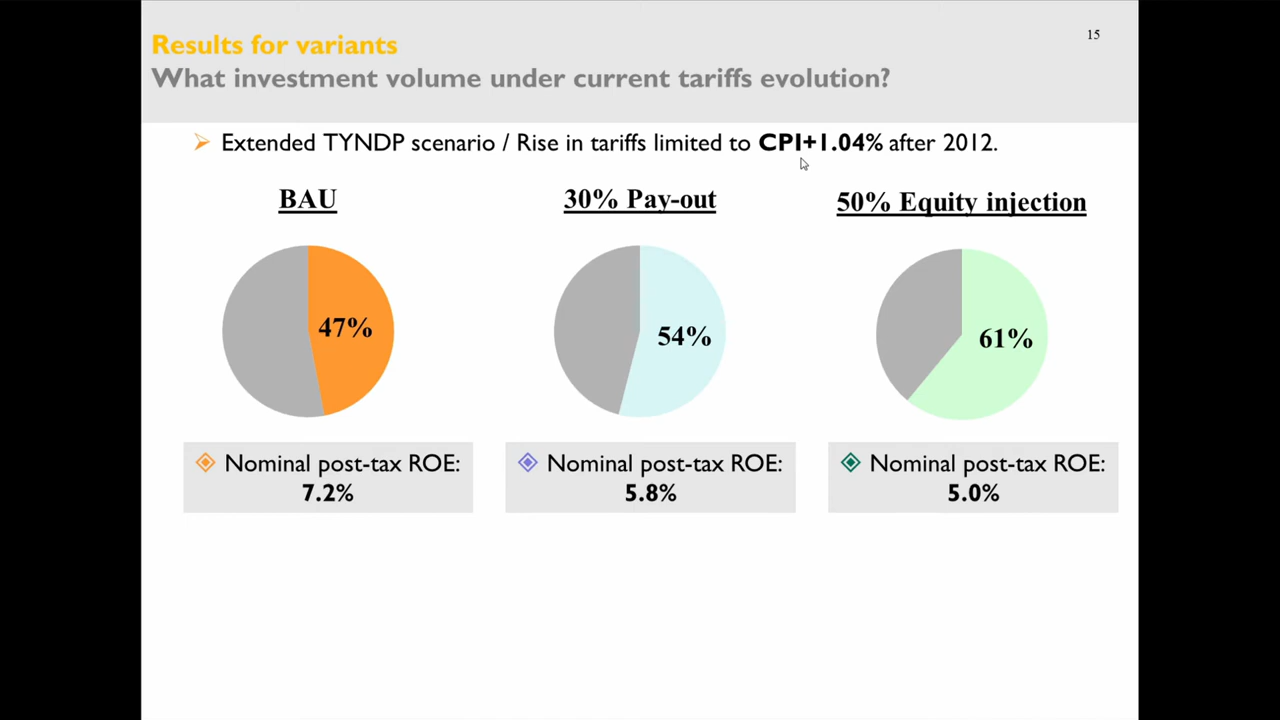 15
Results for variants
What investment volume under current tariffs evolution?
Extended TYNDP scenario / Rise in tariffs limited to CPI+1.04% after 2012.
BAU
30% Pay-out
50% Equity injection
47%
54%
61%
Nominal post-tax ROE:
7.2%
Nominal post-tax ROE:
5.8%
Nominal post-tax ROE:
5.0%